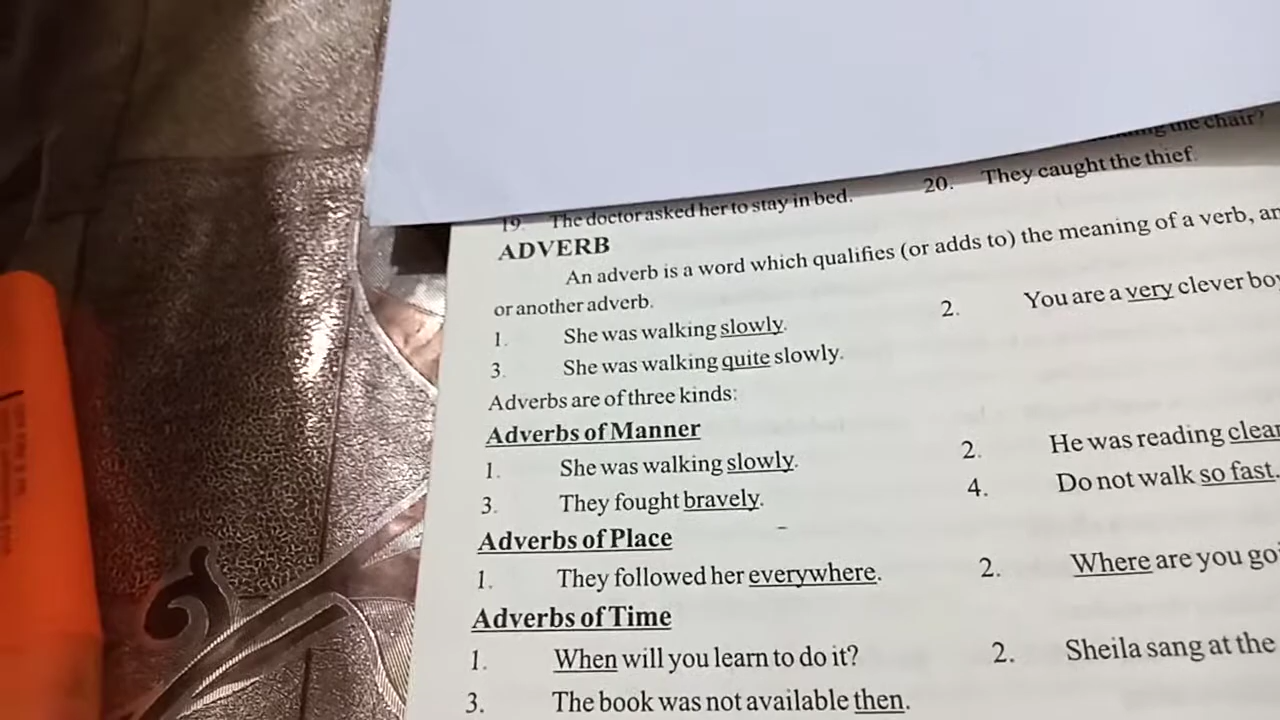 the chair?
19. The doctor asked her to stay in bed. 20. They caught the thief.
ADVERB
An adverb is a word which qualifies (or adds to) the meaning of a verb, an
or another adverb.
1. She was walking slowly. 2. You are a very clever boy
3. She was walking quite slowly.
Adverbs are of three kinds:
Adverbs of Manner
1. She was walking slowly. 2. He was reading clear
3. They fought bravely. 4. Do not walk so fast.
Adverbs of Place
1. They followed her everywhere. 2. Where are you goi
Adverbs of Time
1. When will you learn to do it? 2. Sheila sang at the
3. The book was not available then.